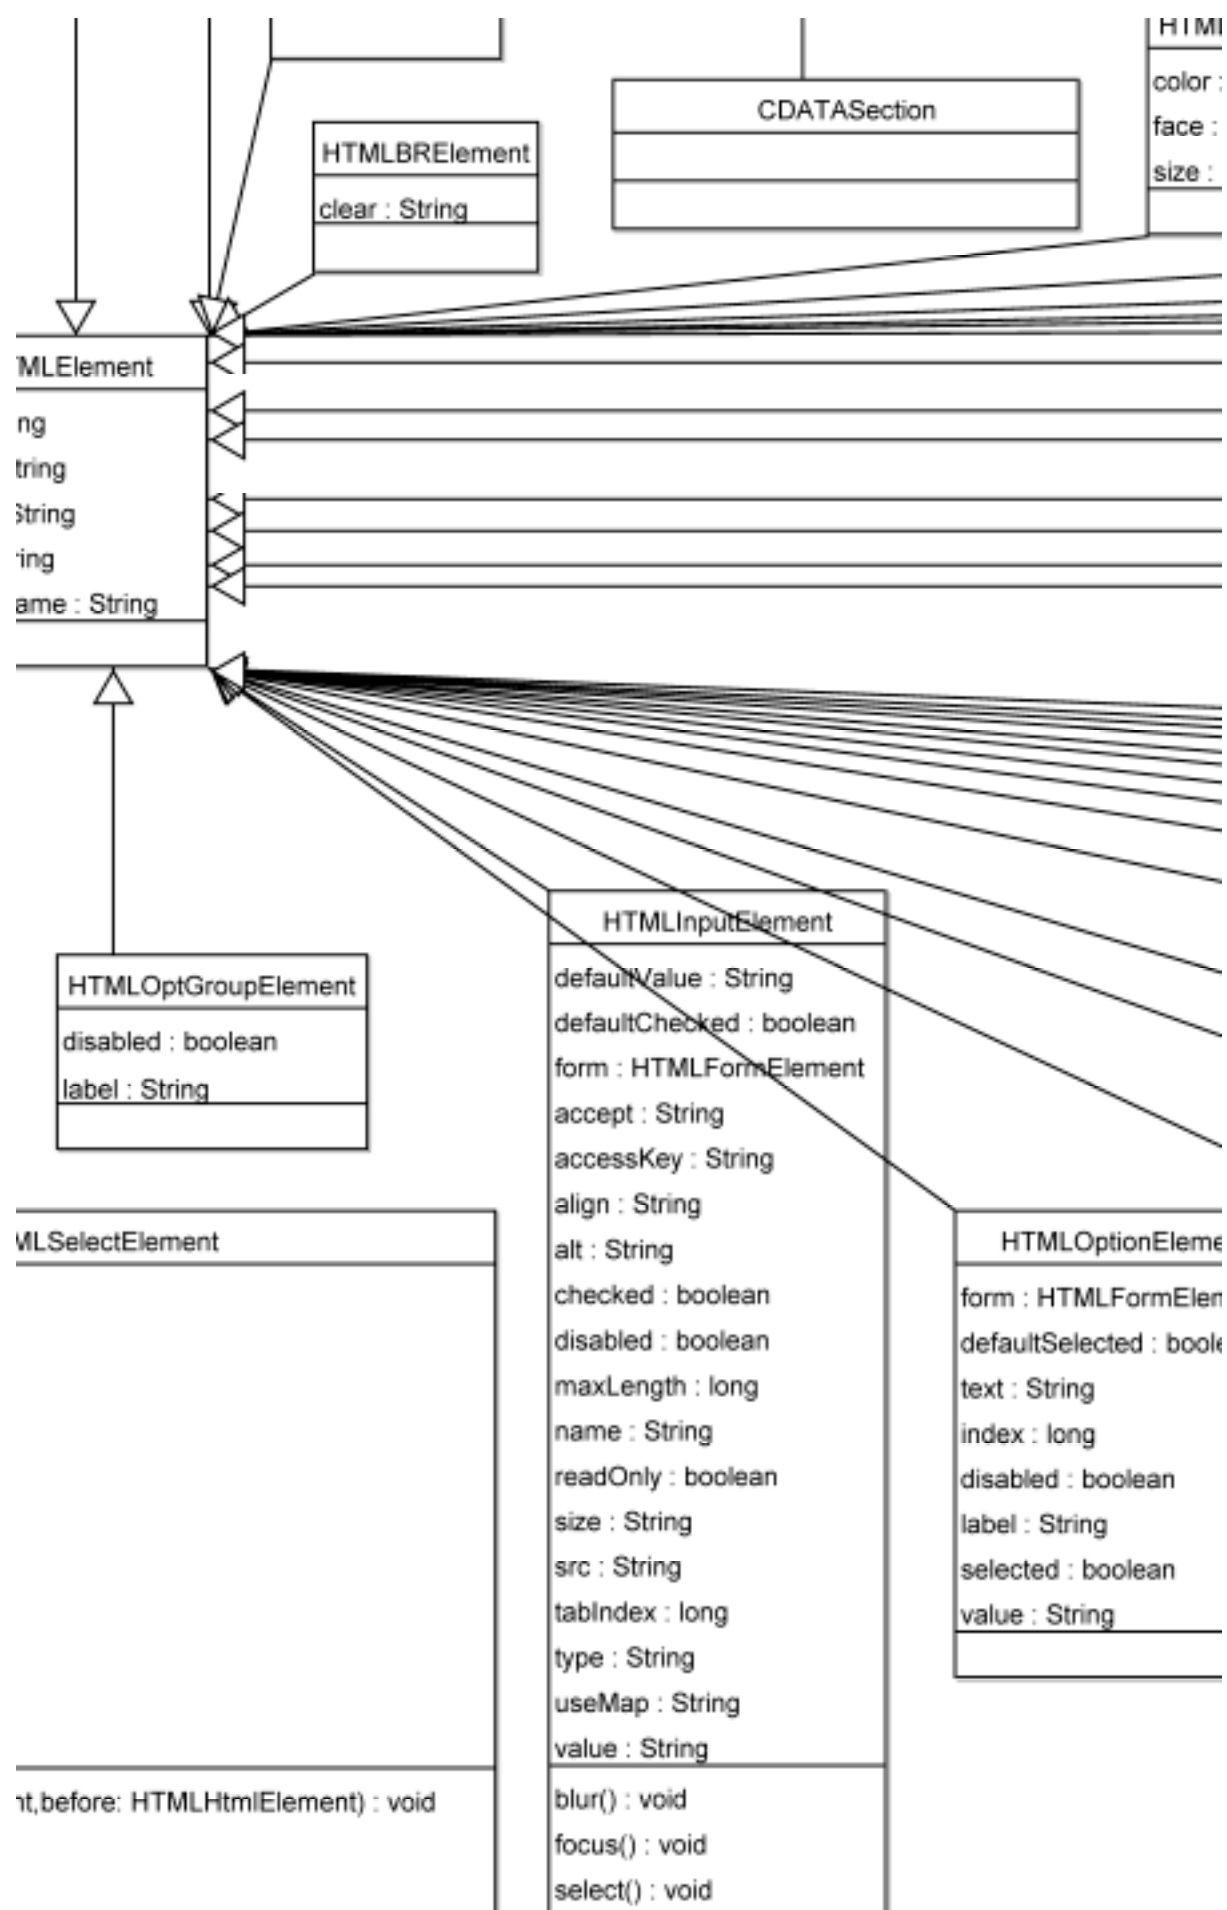 HTML
color :
face :
size :
CDATASection
HTMLBRElement
clear : String
MLElement
ng
tring
String
ring
ame : String
HTMLOptGroupElement
disabled : boolean
label : String
MLSelectElement
nt,before: HTMLHtmlElement) : void
HTMLInputElement
defaultValue : String
defaultChecked : boolean
form : HTMLFormElement
accept : String
accessKey : String
align : String
alt : String
checked : boolean
disabled : boolean
maxLength : long
name : String
readOnly : boolean
size : String
src : String
tabIndex : long
type : String
useMap : String
value : String
blur() : void
focus() : void
select() : void
HTMLOptionEleme
form : HTMLFormElem
defaultSelected : boole
text : String
index : long
disabled : boolean
label : String
selected : boolean
value : String